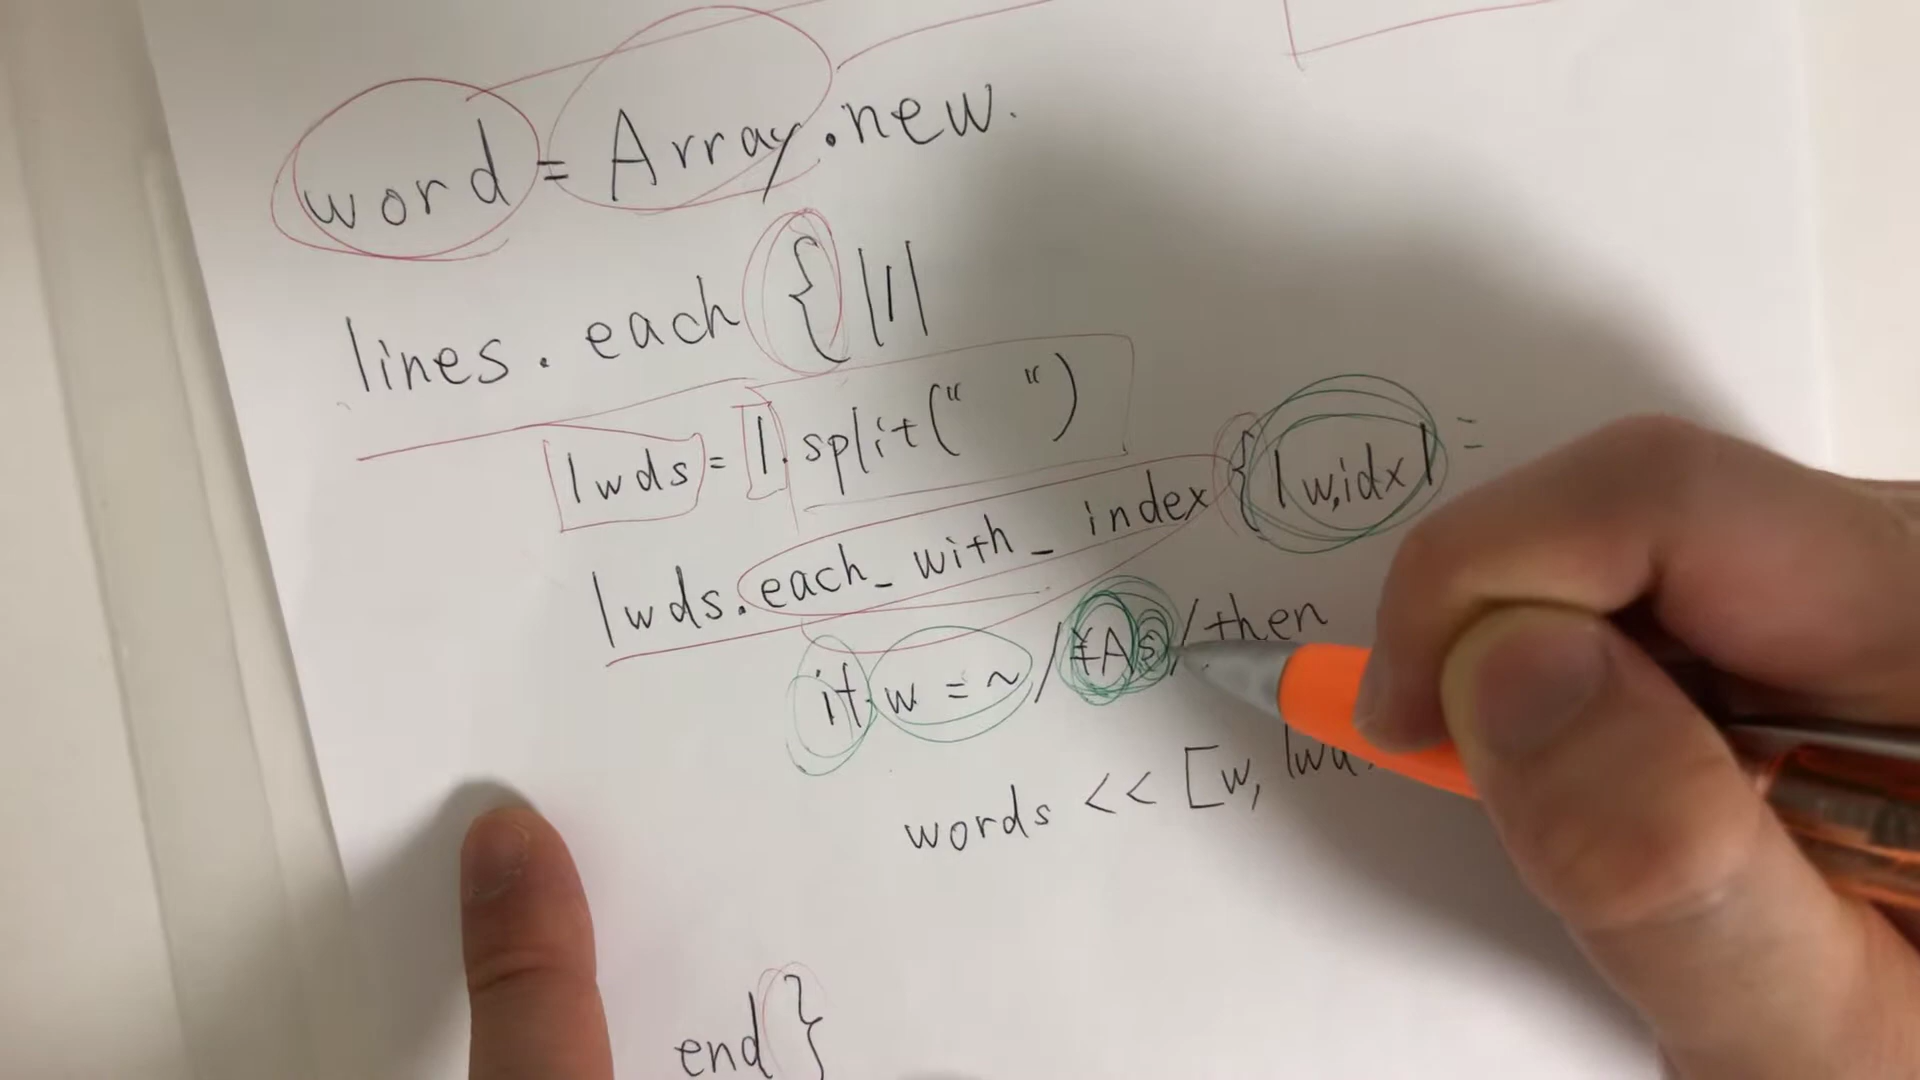 word = Array.new.
lines.each { |l|
lwds = l.split(“ “)
lwds.each_with_index { |w,idx|
if w =~ /¥As/ then
words << [w,
end }